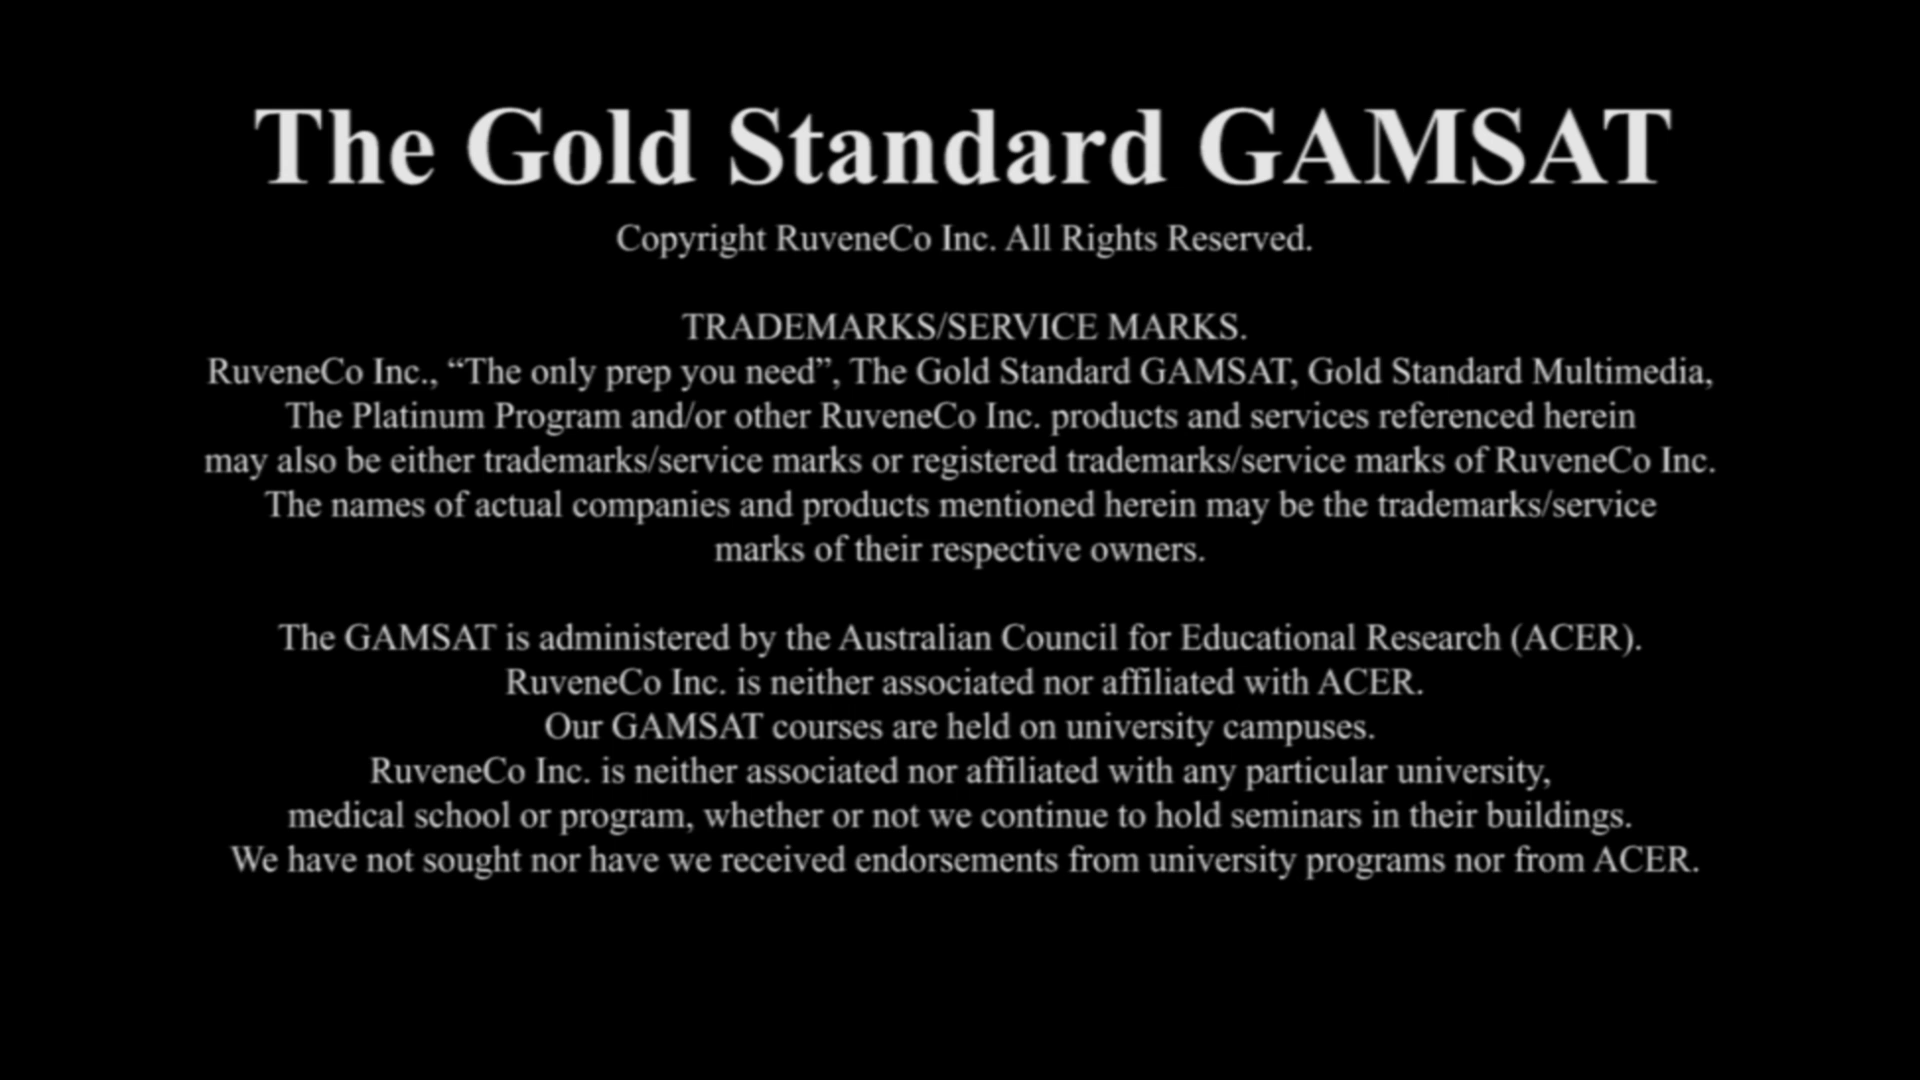 The Gold Standard GAMSAT
Copyright RuveneCo Inc. All Rights Reserved.
TRADEMARKS/SERVICE MARKS.
RuveneCo Inc., “The only prep you need”, The Gold Standard GAMSAT, Gold Standard Multimedia,
The Platinum Program and/or other RuveneCo Inc. products and services referenced herein
may also be either trademarks/service marks or registered trademarks/service marks of RuveneCo Inc.
The names of actual companies and products mentioned herein may be the trademarks/service
marks of their respective owners.
The GAMSAT is administered by the Australian Council for Educational Research (ACER).
RuveneCo Inc. is neither associated nor affiliated with ACER.
Our GAMSAT courses are held on university campuses.
RuveneCo Inc. is neither associated nor affiliated with any particular university,
medical school or program, whether or not we continue to hold seminars in their buildings.
We have not sought nor have we received endorsements from university programs nor from ACER.